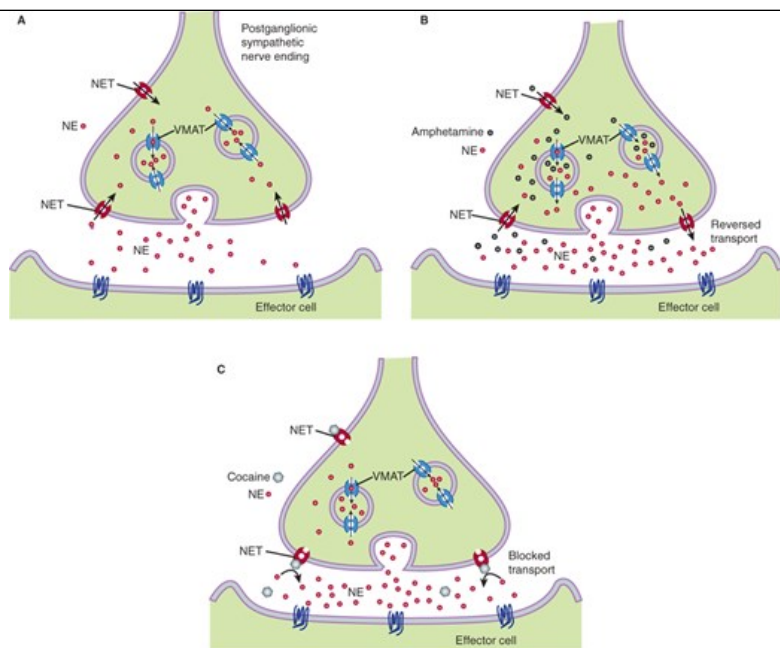 A
Postganglionic
sympathetic
nerve ending
NET
NE
VMAT
NET
NE
Effector cell
B
NET
Amphetamine
NE
VMAT
NET
Reversed
transport
NE
Effector cell
C
NET
Cocaine
NE
VMAT
NET
Blocked
transport
NE
Effector cell